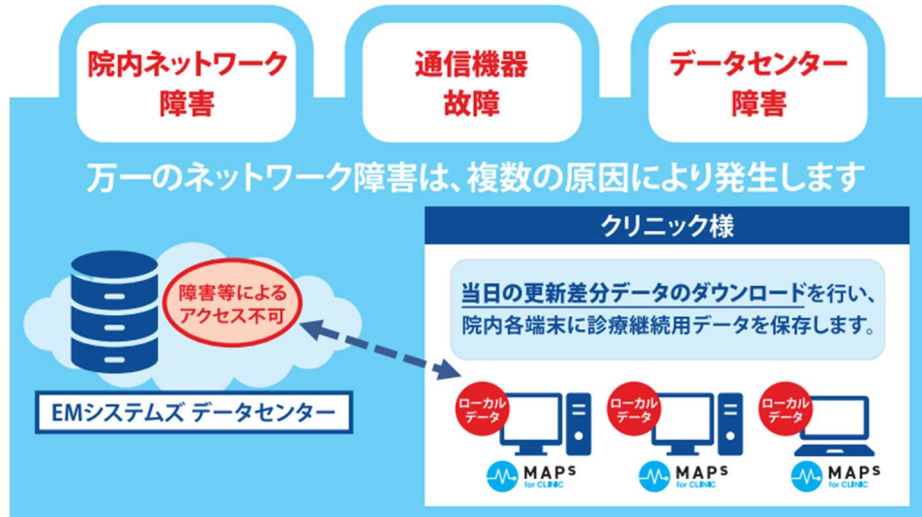 院内ネットワーク
障害
通信機器
故障
データセンター
障害
万一のネットワーク障害は、複数の原因により発生します
障害等による
アクセス不可
EMシステムズ データセンター
クリニック様
当日の更新差分データのダウンロードを行い、
院内各端末に診療継続用データを保存します。
ローカル
データ
MAPs
for CLINIC
ローカル
データ
MAPs
for CLINIC
ローカル
データ
MAPs
for CLINIC